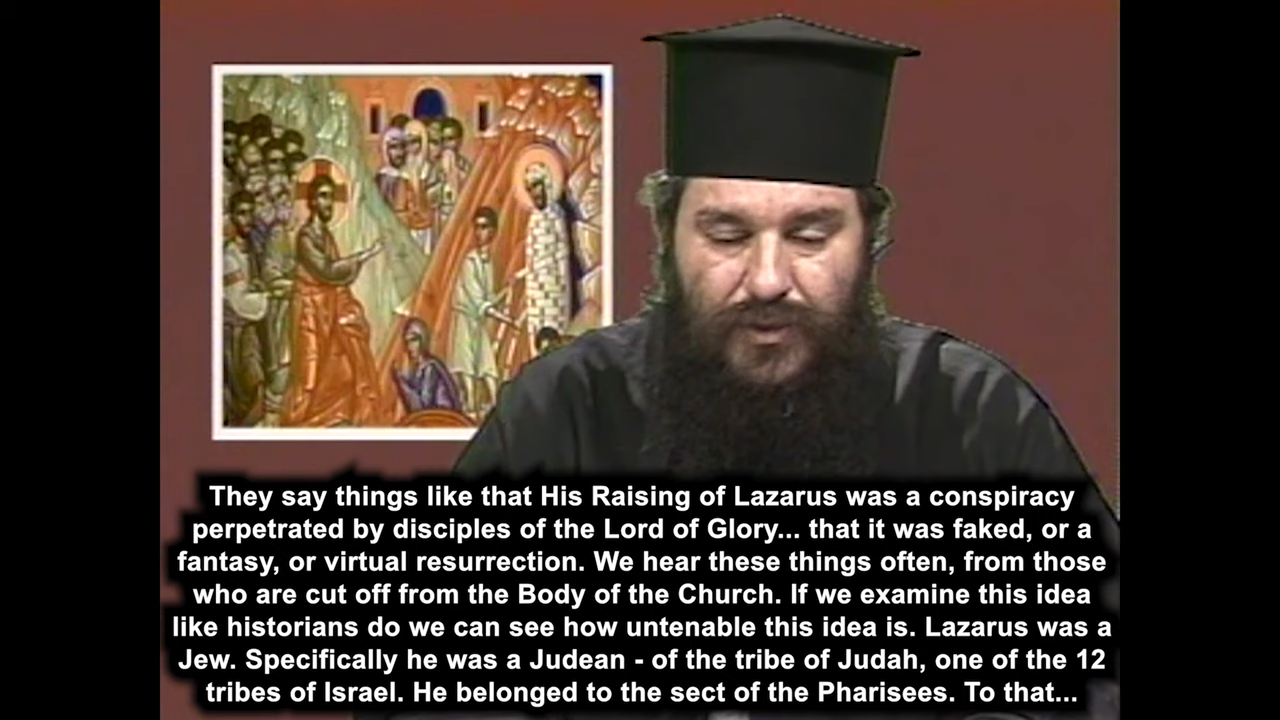 They say things like that His Raising of Lazarus was a conspiracy
perpetrated by disciples of the Lord of Glory... that it was faked, or a
fantasy, or virtual resurrection. We hear these things often, from those
who are cut off from the Body of the Church. If we examine this idea
like historians do we can see how untenable this idea is. Lazarus was a
Jew. Specifically he was a Judean - of the tribe of Judah, one of the 12
tribes of Israel. He belonged to the sect of the Pharisees. To that...